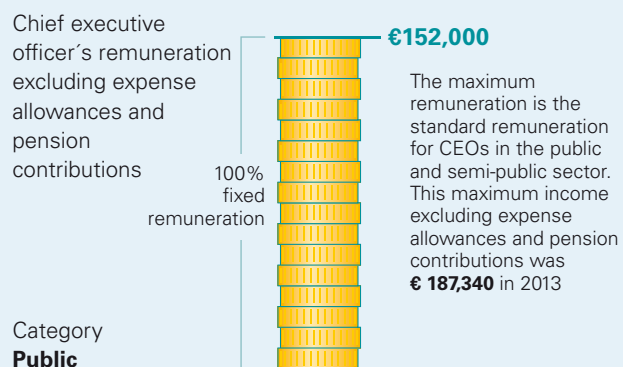 Chief executive
officer´s remuneration
excluding expense
allowances and
pension
contributions
100%
fixed
remuneration
€152,000
The maximum
remuneration is the
standard remuneration
for CEOs in the public
and semi-public sector.
This maximum income
excluding expense
allowances and pension
contributions was
€ 187,340 in 2013
Category
Public